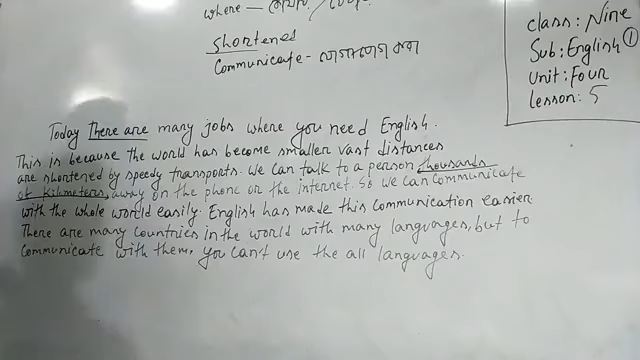 where — কোথায় /
shortened
Communicate - যোগাযোগ করা
class: Nine
Sub: English ①
Unit: Four
lesson: 5
Today there are many jobs where you need English.
This is because the world has become smaller vast distances
are shortened by speedy transports. We can talk to a person thousands
of kilmeters, away on the phone or the internet. So we can communicate
with the whole world easily. English has made this communication easier
There are many countries in the world with many languages, but to
communicate with them, you can't use the all languages.